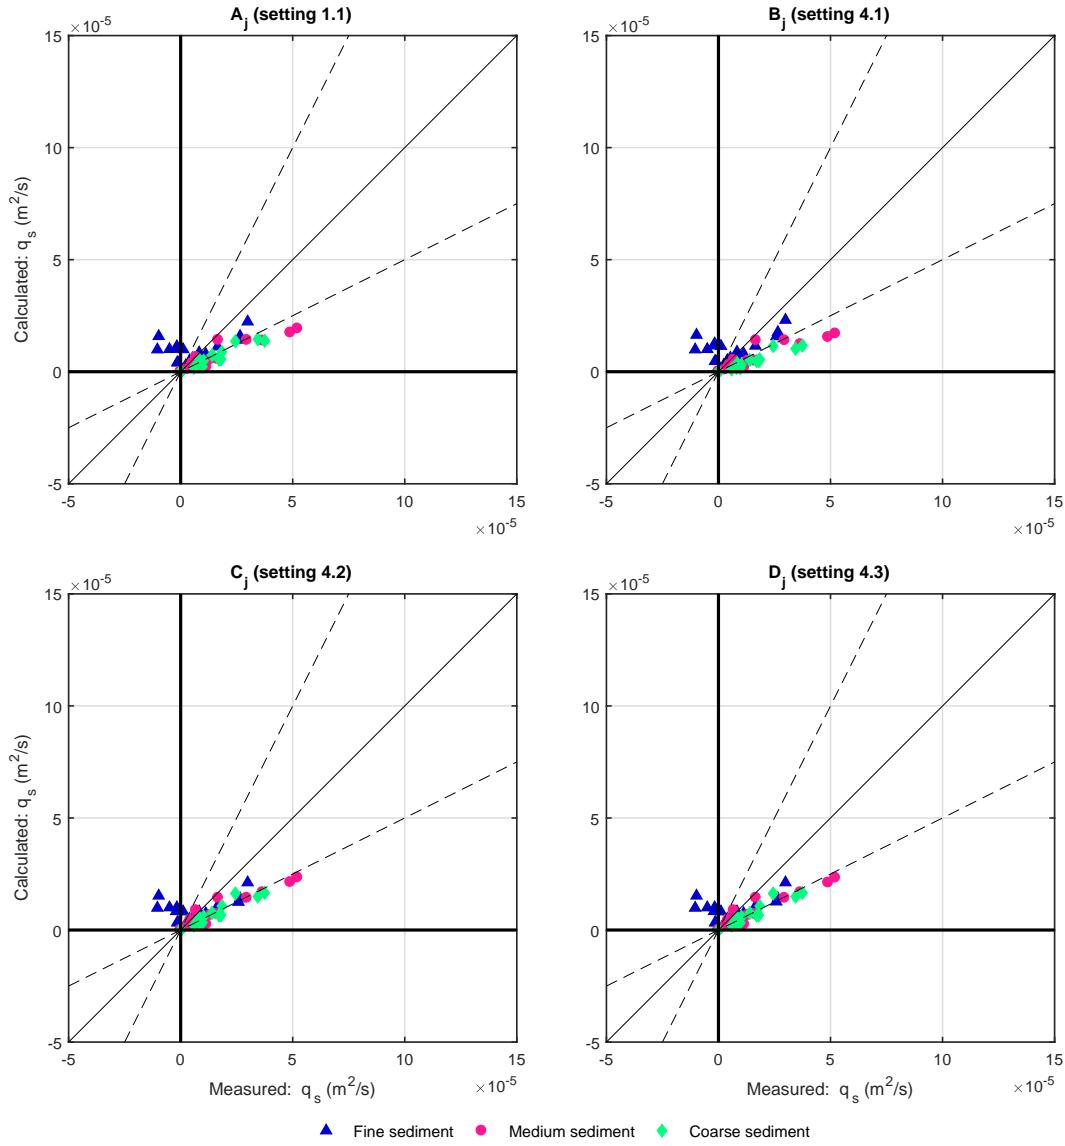 A_j (setting 1.1)
B_j (setting 4.1)
×10^-5
×10^-5
15
10
5
0
-5
15
10
5
0
-5
Calculated: q_s (m^2/s)
-5 0 5 10 15
-5 0 5 10 15
×10^-5
×10^-5
C_j (setting 4.2)
D_j (setting 4.3)
×10^-5
×10^-5
15
10
5
0
-5
15
10
5
0
-5
Calculated: q_s (m^2/s)
-5 0 5 10 15
-5 0 5 10 15
Measured: q_s (m^2/s)
×10^-5
Measured: q_s (m^2/s)
×10^-5
Fine sediment Medium sediment Coarse sediment